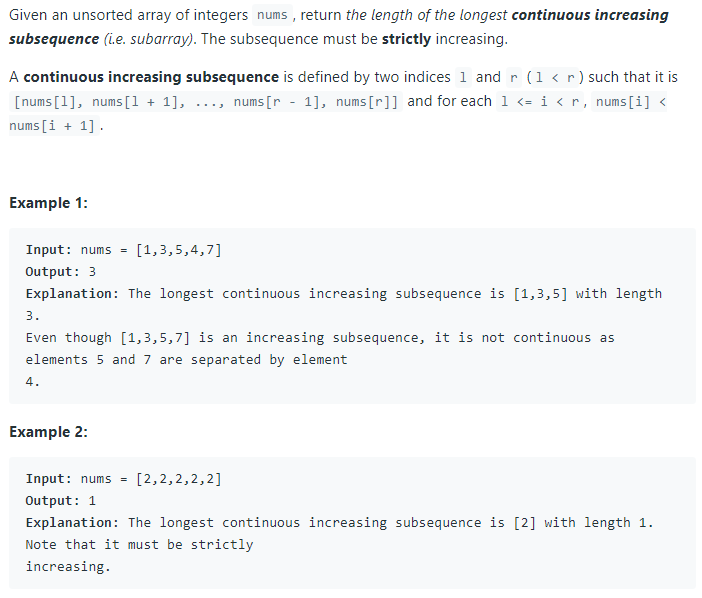 Given an unsorted array of integers nums , return the length of the longest continuous increasing
subsequence (i.e. subarray). The subsequence must be strictly increasing.
A continuous increasing subsequence is defined by two indices l and r ( l < r ) such that it is
[nums[l], nums[l + 1], ..., nums[r - 1], nums[r]] and for each l <= i < r , nums[i] <
nums[i + 1] .
Example 1:
Input: nums = [1,3,5,4,7]
Output: 3
Explanation: The longest continuous increasing subsequence is [1,3,5] with length
3.
Even though [1,3,5,7] is an increasing subsequence, it is not continuous as
elements 5 and 7 are separated by element
4.
Example 2:
Input: nums = [2,2,2,2,2]
Output: 1
Explanation: The longest continuous increasing subsequence is [2] with length 1.
Note that it must be strictly
increasing.